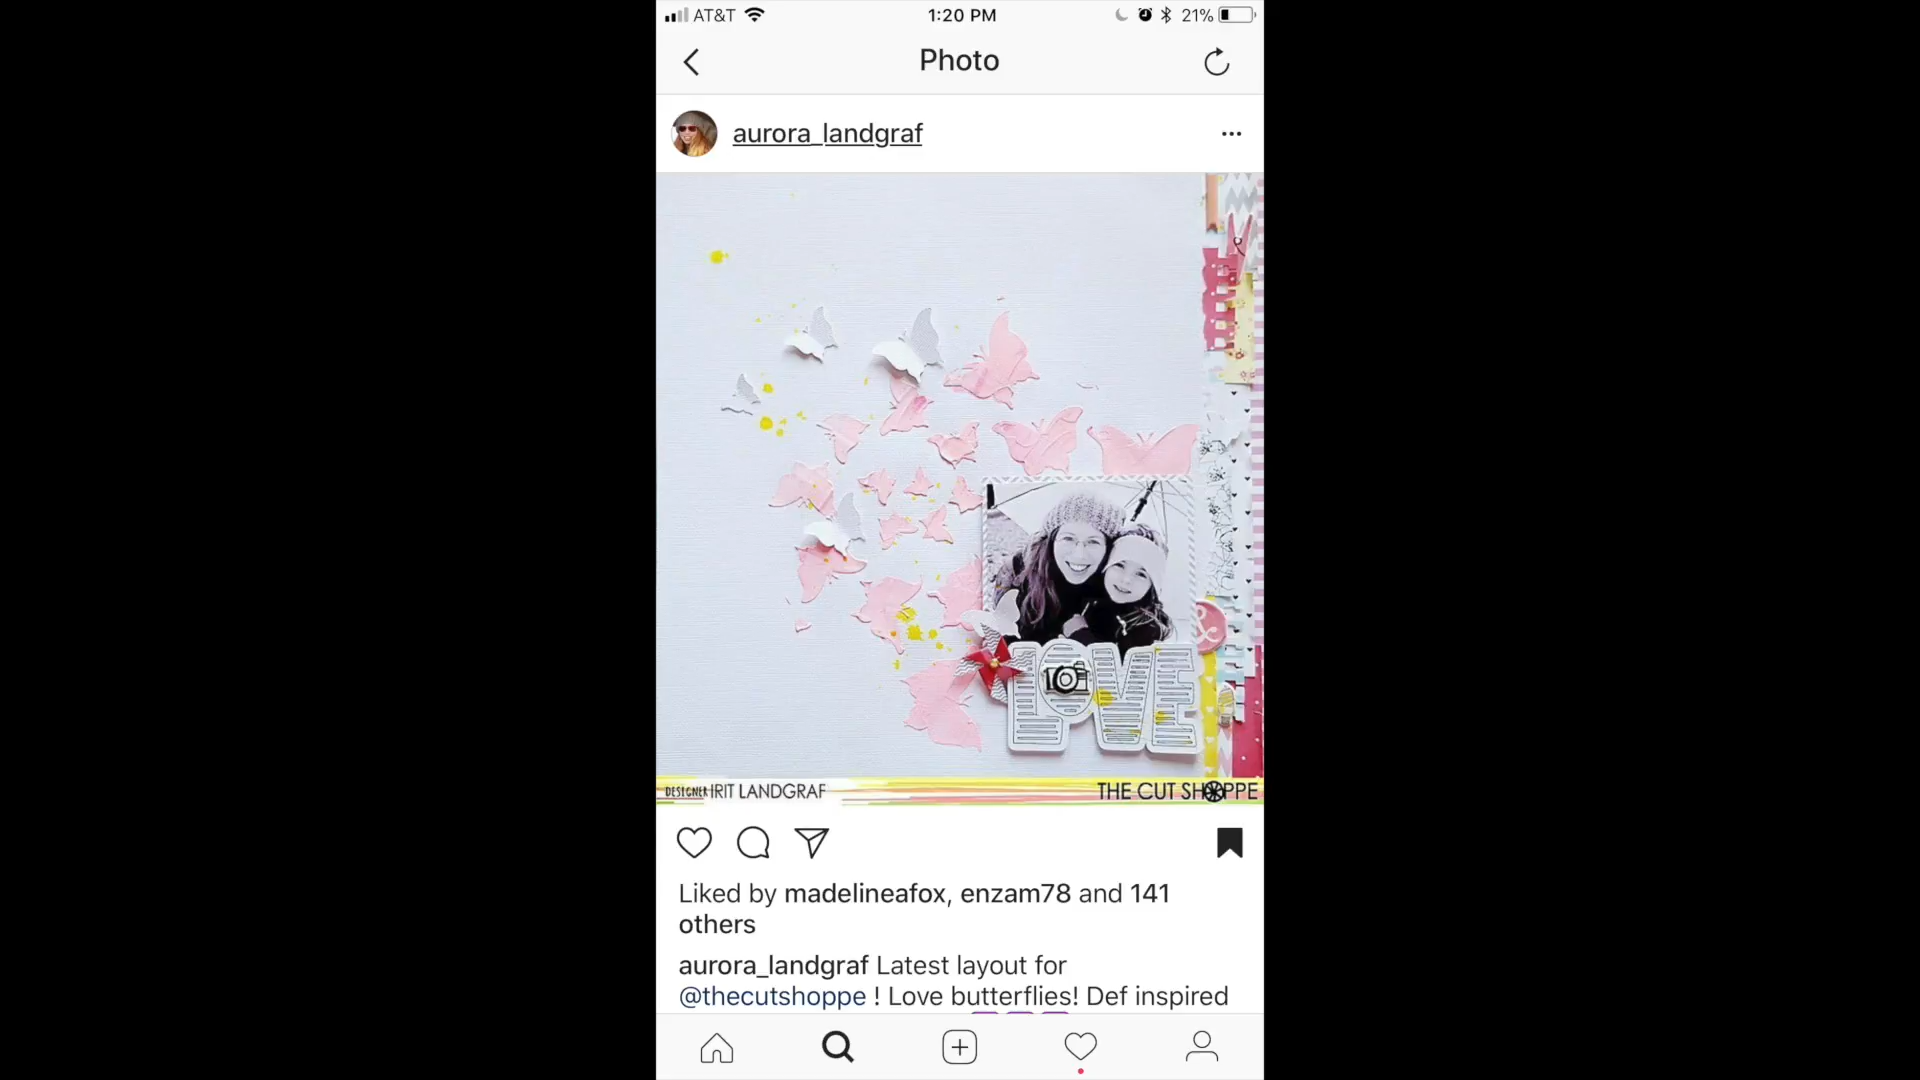 AT&T 1:20 PM 21%
Photo
aurora_landgraf
...
&
LOVE
DESIGNER IRIT LANDGRAF THE CUT SHOPPE
Liked by madelineafox, enzam78 and 141
others
aurora_landgraf Latest layout for
@thecutshoppe ! Love butterflies! Def inspired